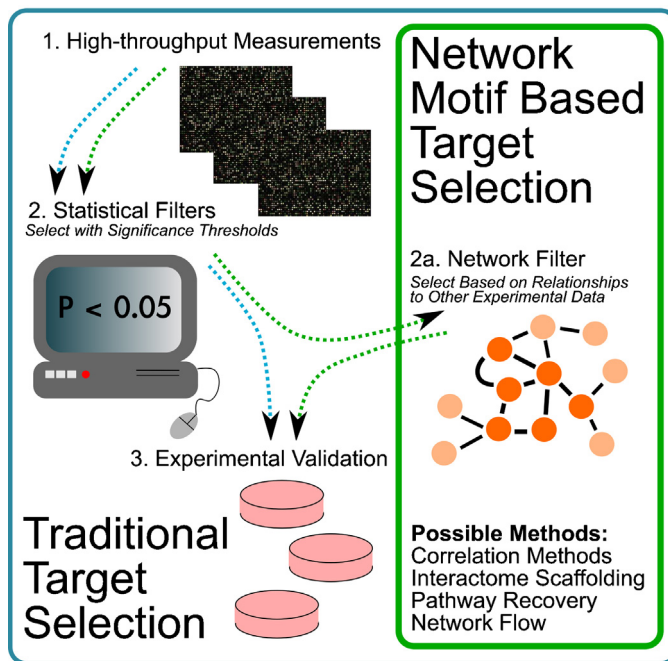 1. High-throughput Measurements
2. Statistical Filters
Select with Significance Thresholds
P < 0.05
3. Experimental Validation
Traditional
Target
Selection
Network
Motif Based
Target
Selection
2a. Network Filter
Select Based on Relationships
to Other Experimental Data
Possible Methods:
Correlation Methods
Interactome Scaffolding
Pathway Recovery
Network Flow